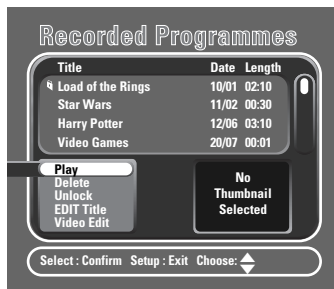 Recorded Programmes
Title Date Length
Load of the Rings 10/01 02:10
Star Wars 11/02 00:30
Harry Potter 12/06 03:10
Video Games 20/07 00:01
Play
Delete
Unlock
EDIT Title
Video Edit
No
Thumbnail
Selected
Select : Confirm Setup : Exit Choose: